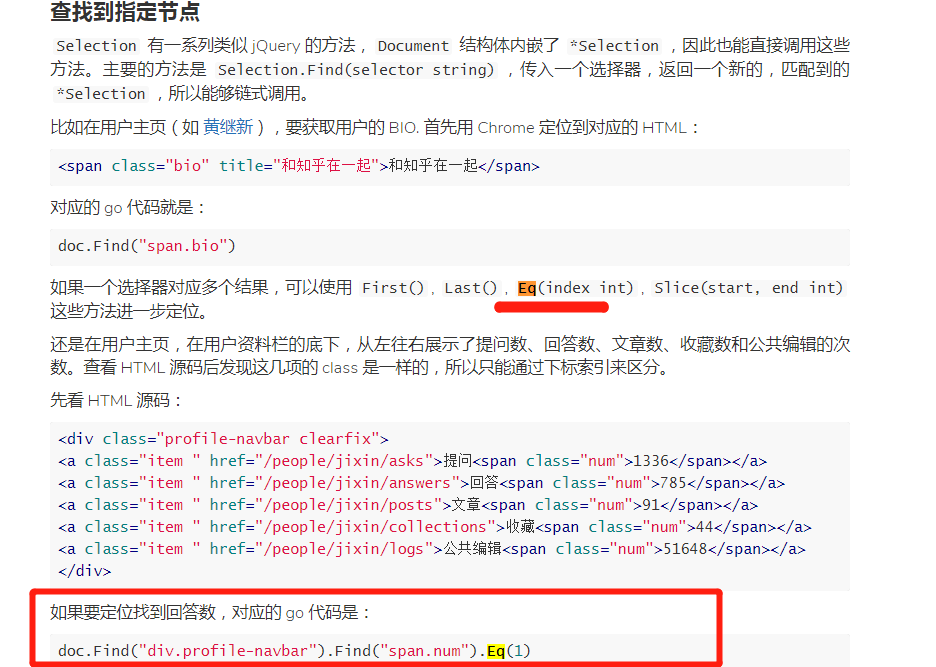 查找到指定节点
Selection 有一系列类似 jQuery 的方法，Document 结构体内嵌了 *Selection ，因此也能直接调用这些
方法。主要的方法是 Selection.Find(selector string) ，传入一个选择器，返回一个新的，匹配到的
*Selection ，所以能够链式调用。
比如在用户主页（如 黄继新），要获取用户的 BIO. 首先用 Chrome 定位到对应的 HTML：
<span class="bio" title="和知乎在一起">和知乎在一起</span>
对应的 go 代码就是：
doc.Find("span.bio")
如果一个选择器对应多个结果，可以使用 First() , Last() , Eq(index int) , Slice(start, end int)
这些方法进一步定位。
还是在用户主页，在用户资料栏的底下，从左往右展示了提问数、回答数、文章数、收藏数和公共编辑的次
数。查看 HTML 源码后发现这几项的 class 是一样的，所以只能通过下标索引来区分。
先看 HTML 源码：
<div class="profile-navbar clearfix">
<a class="item " href="/people/jixin/asks">提问<span class="num">1336</span></a>
<a class="item " href="/people/jixin/answers">回答<span class="num">785</span></a>
<a class="item " href="/people/jixin/posts">文章<span class="num">91</span></a>
<a class="item " href="/people/jixin/collections">收藏<span class="num">44</span></a>
<a class="item " href="/people/jixin/logs">公共编辑<span class="num">51648</span></a>
</div>
如果要定位找到回答数，对应的 go 代码是：
doc.Find("div.profile-navbar").Find("span.num").Eq(1)